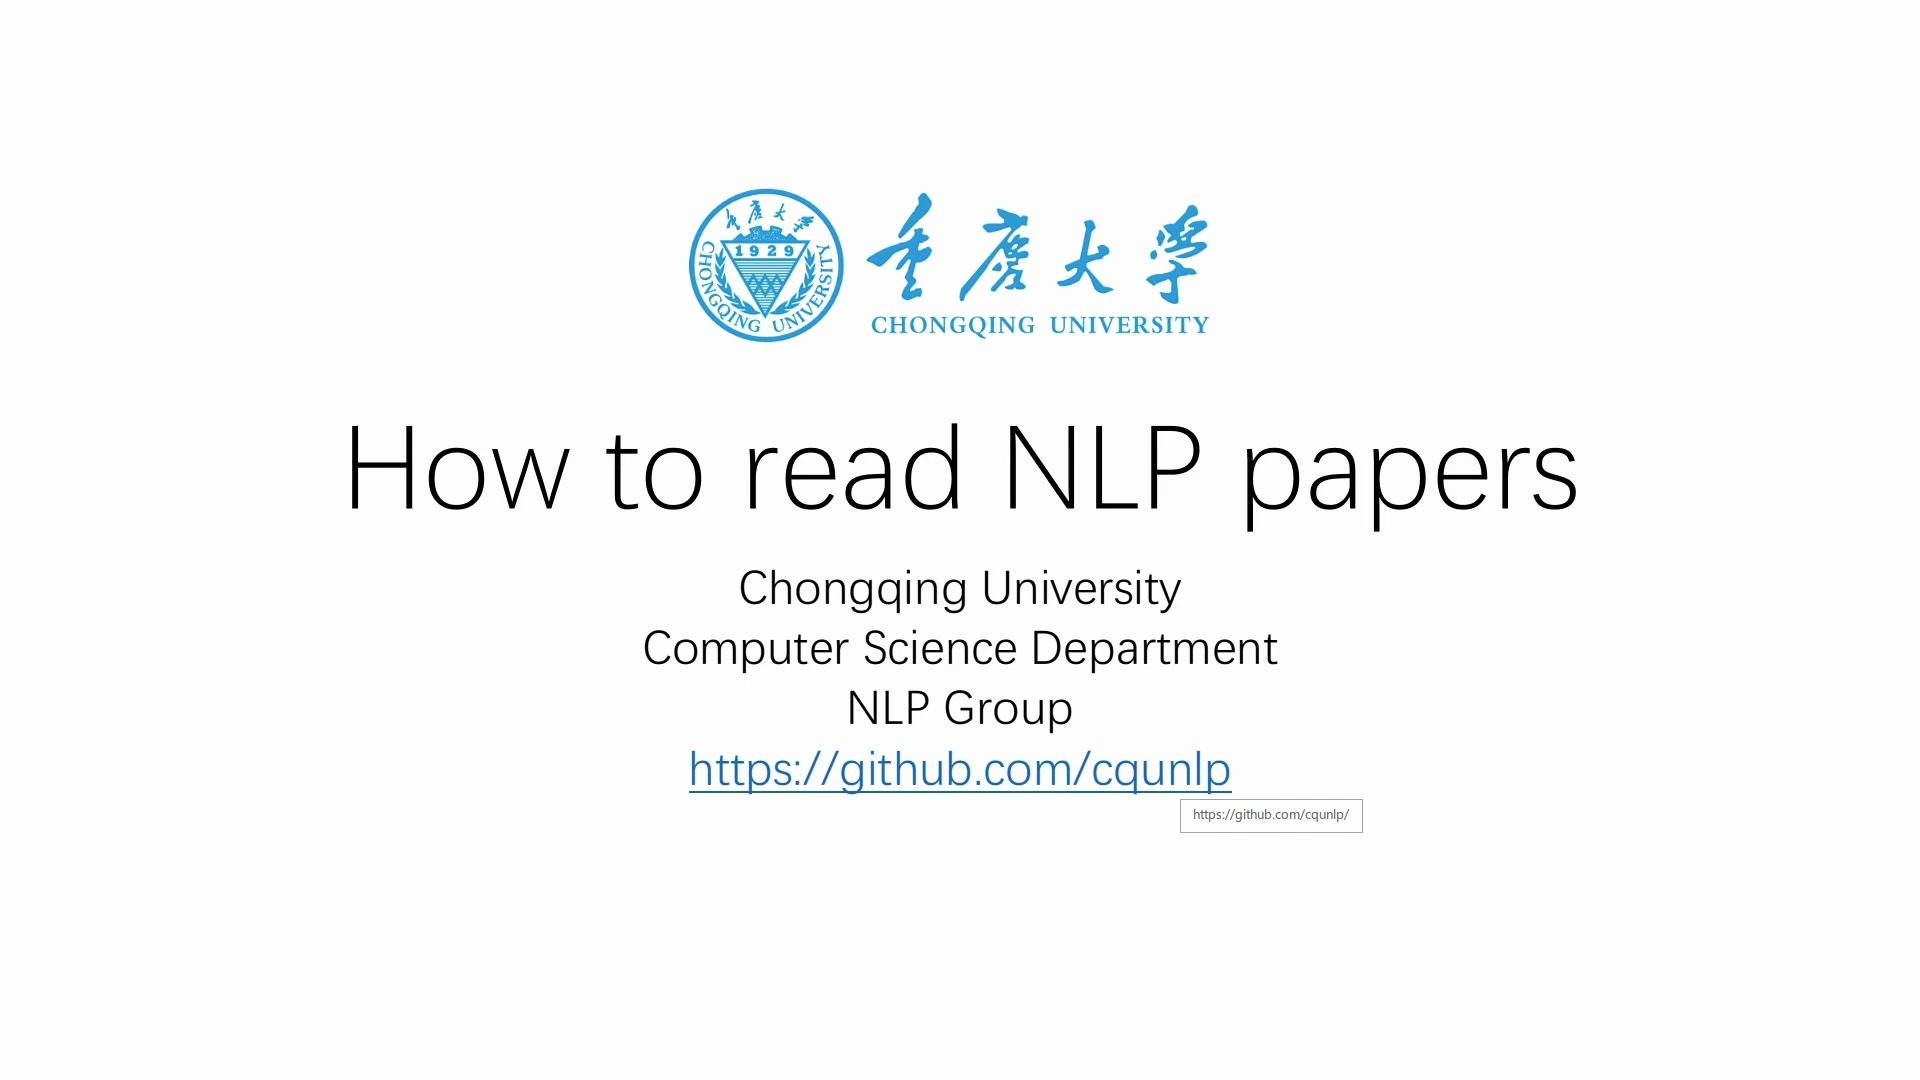 重庆大学
1929
CHONGQING UNIVERSITY
重慶大學
CHONGQING UNIVERSITY
How to read NLP papers
Chongqing University
Computer Science Department
NLP Group
https://github.com/cqunlp
https://github.com/cqunlp/